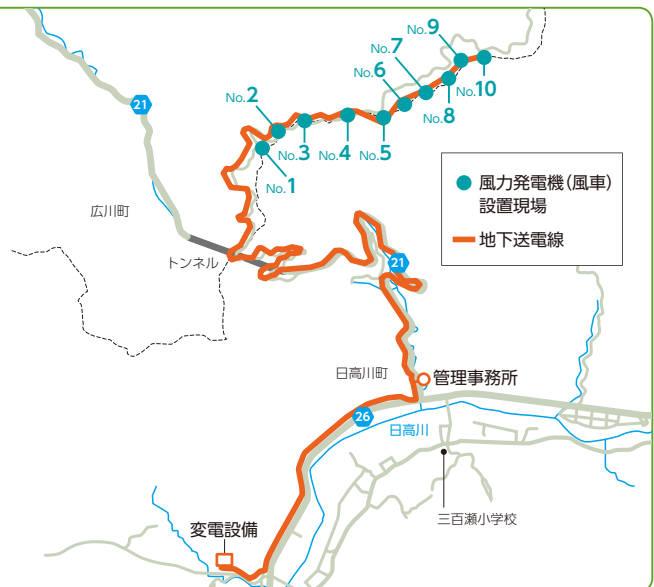 No.9
No.7
No.10
No.6
No.8
21
No.2
No.3
No.4
No.5
No.1
風力発電機(風車)
設置現場
地下送電線
広川町
トンネル
21
日高川町
管理事務所
26
日高川
三百瀬小学校
変電設備